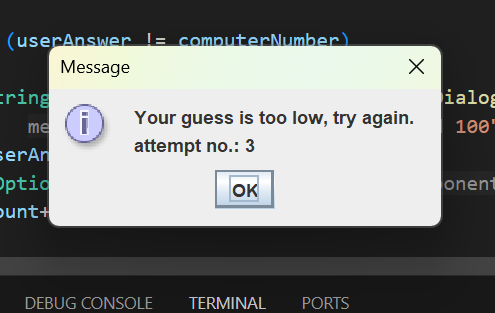 (userAnswer != computerNumber)
Message
Your guess is too low, try again.
attempt no.: 3
OK
100"
DEBUG CONSOLE TERMINAL PORTS